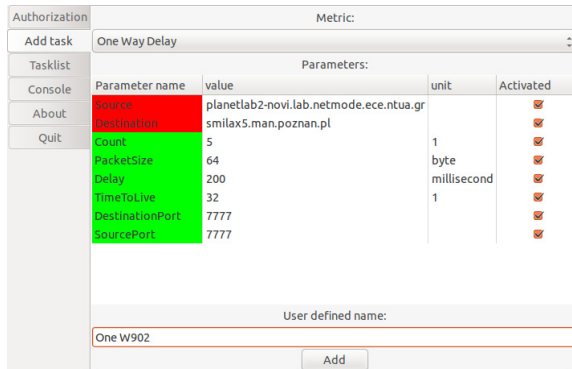 Authorization
Add task
Tasklist
Console
About
Quit
Metric:
One Way Delay
Parameters:
Parameter name value unit Activated
Source planetlab2-novi.lab.netmode.ece.ntua.gr
Destination smilax5.man.poznan.pl
Count 5 1
PacketSize 64 byte
Delay 200 millisecond
TimeToLive 32 1
DestinationPort 7777
SourcePort 7777
User defined name:
One W902
Add